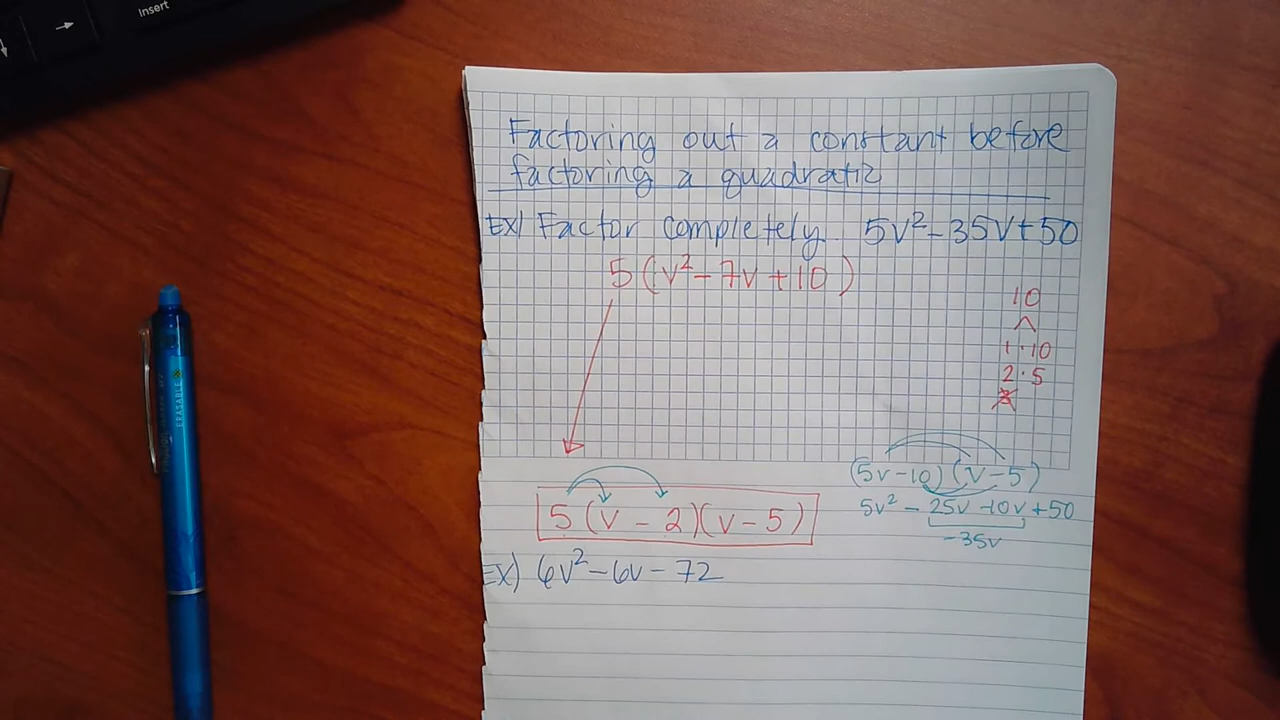 Insert
Factoring out a constant before
factoring a quadratic
Ex) Factor completely 5v² - 35v + 50
5(v² - 7v + 10)
10
1 · 10
2 · 5
3
(5v - 10)(v - 5)
5v² - 25v - 10v + 50
-35v
5(v - 2)(v - 5)
Ex) 6v² - 6v - 72
ERASABLE